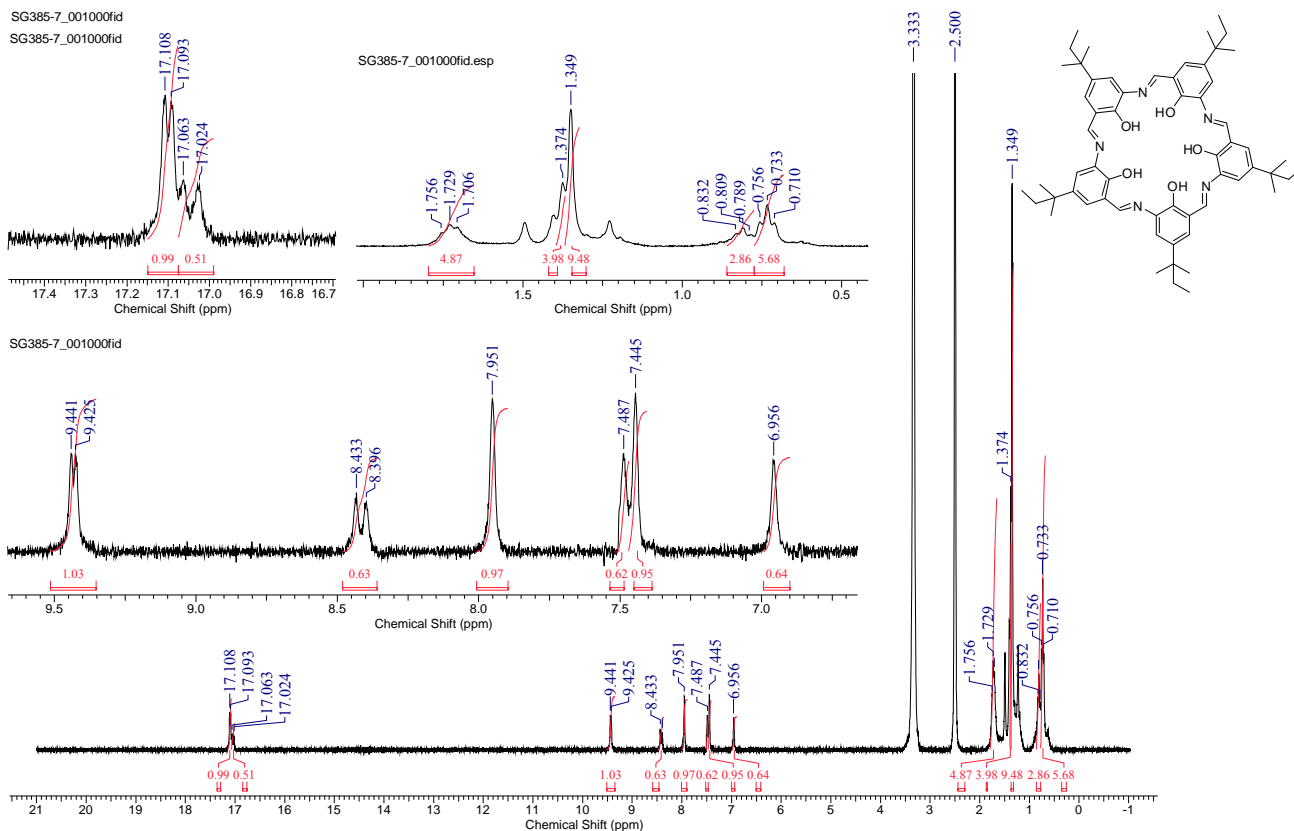 SG385-7_001000fid
SG385-7_001000fid
17.108
17.093
17.063
17.024
0.99 0.51
17.4 17.3 17.2 17.1 17.0 16.9 16.8 16.7
Chemical Shift (ppm)
SG385-7_001000fid.esp
1.756
1.729
1.706
1.374
1.349
0.832
0.809
0.789
0.756
0.733
0.710
4.87 3.98 9.48 2.86 5.68
1.5 1.0 0.5
Chemical Shift (ppm)
3.333
2.500
N
OH
N
OH
N
HO
N
OH
N
OH
SG385-7_001000fid
9.441
9.425
8.433
8.396
7.951
7.487
7.445
6.956
1.03 0.63 0.97 0.62 0.95 0.64
9.5 9.0 8.5 8.0 7.5 7.0
Chemical Shift (ppm)
17.108
17.093
17.063
17.024
9.441
9.425
8.433
7.951
7.487
7.445
6.956
1.756
1.729
1.374
1.349
0.832
0.756
0.733
0.710
0.99 0.51 1.03 0.63 0.97 0.62 0.95 0.64 4.87 3.98 9.48 2.86 5.68
21 20 19 18 17 16 15 14 13 12 11 10 9 8 7 6 5 4 3 2 1 0 -1
Chemical Shift (ppm)